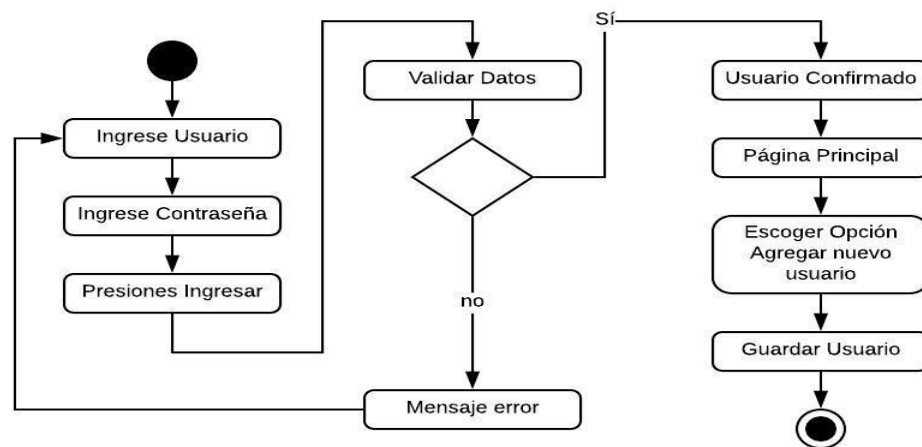 Ingrese Usuario
Ingrese Contraseña
Presiones Ingresar
Validar Datos
Sí
no
Mensaje error
Usuario Confirmado
Página Principal
Escoger Opción
Agregar nuevo
usuario
Guardar Usuario